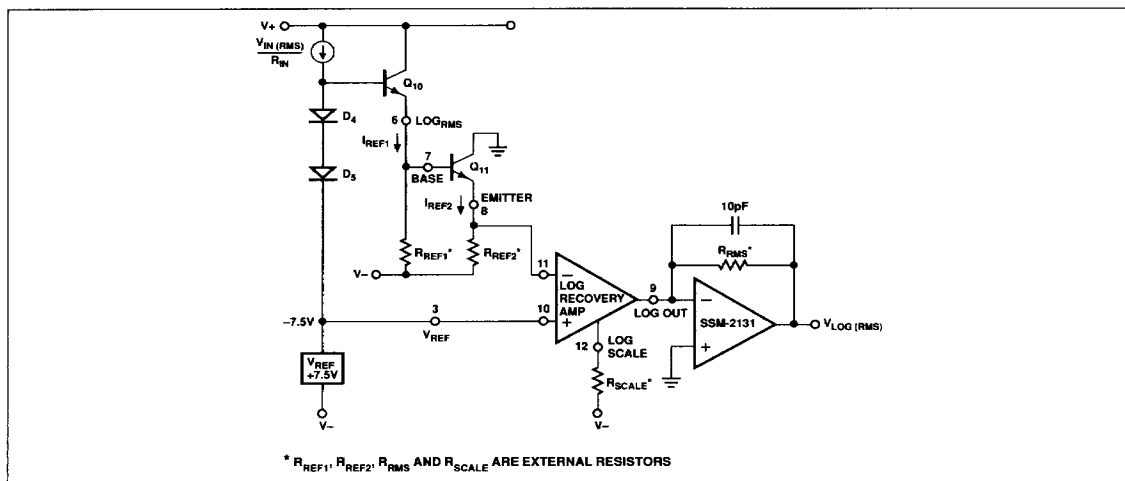 V+
V_IN (RMS)
R_IN
Q10
D4
6 LOG_RMS
I_REF1
7
BASE
Q11
D5
I_REF2
EMITTER
8
R_REF1*
R_REF2*
V–
10pF
R_RMS*
11
–
LOG
RECOVERY
AMP
9
LOG OUT
–
SSM-2131
+
V_LOG (RMS)
–7.5V
3
V_REF
10
+
12
LOG
SCALE
V_REF
+7.5V
R_SCALE*
V–
V–
* R_REF1, R_REF2, R_RMS AND R_SCALE ARE EXTERNAL RESISTORS